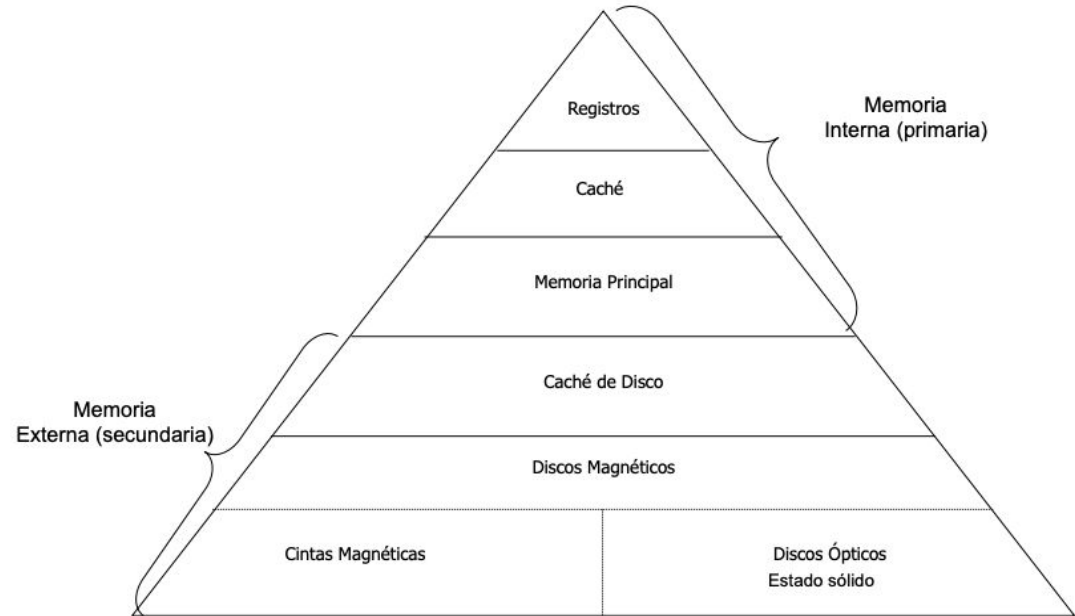 Registros
Memoria
Interna (primaria)
Caché
Memoria Principal
Caché de Disco
Memoria
Externa (secundaria)
Discos Magnéticos
Cintas Magnéticas
Discos Ópticos
Estado sólido